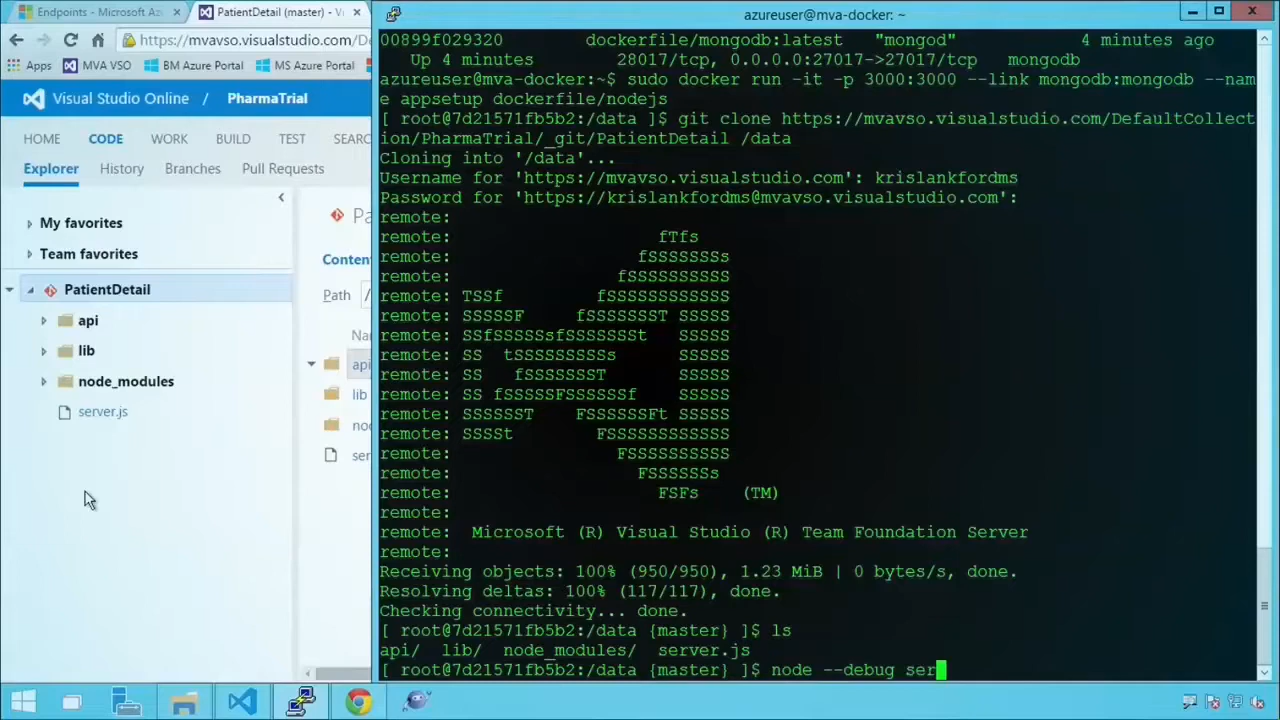 Endpoints - Microsoft Az
PatientDetail (master) - V
https://mvavso.visualstudio.com/De
Apps
MVA VSO
BM Azure Portal
MS Azure Portal
Visual Studio Online / PharmaTrial
HOME CODE WORK BUILD TEST SEARC
Explorer History Branches Pull Requests
My favorites
Team favorites
PatientDetail
api
lib
node_modules
server.js
Pa
Conten
Path /
Na
api
lib
no
se
azureuser@mva-docker: ~
00899f029320 dockerfile/mongodb:latest "mongod" 4 minutes ago
Up 4 minutes 28017/tcp, 0.0.0.0:27017->27017/tcp mongodb
azureuser@mva-docker:~$ sudo docker run -it -p 3000:3000 --link mongodb:mongodb --nam
e appsetup dockerfile/nodejs
[ root@7d21571fb5b2:/data ]$ git clone https://mvavso.visualstudio.com/DefaultCollect
ion/PharmaTrial/_git/PatientDetail /data
Cloning into '/data'...
Username for 'https://mvavso.visualstudio.com': krislankfordms
Password for 'https://krislankfordms@mvavso.visualstudio.com':
remote:
remote: fTfs
remote: fSSSSSSSs
remote: fSSSSSSSSSS
remote: TSSf fSSSSSSSSSSSS
remote: SSSSSF fSSSSSSST SSSSS
remote: SSfSSSSSsfSSSSSSSt SSSSS
remote: SS tSSSSSSSSSs SSSSS
remote: SS fSSSSSSST SSSSS
remote: SS fSSSSSFSSSSSSf SSSSS
remote: SSSSSST FSSSSSSFt SSSSS
remote: SSSSt FSSSSSSSSSSSS
remote: FSSSSSSSSSS
remote: FSSSSSSs
remote: FSFs (TM)
remote:
remote: Microsoft (R) Visual Studio (R) Team Foundation Server
remote:
Receiving objects: 100% (950/950), 1.23 MiB | 0 bytes/s, done.
Resolving deltas: 100% (117/117), done.
Checking connectivity... done.
[ root@7d21571fb5b2:/data {master} ]$ ls
api/ lib/ node_modules/ server.js
[ root@7d21571fb5b2:/data {master} ]$ node --debug ser